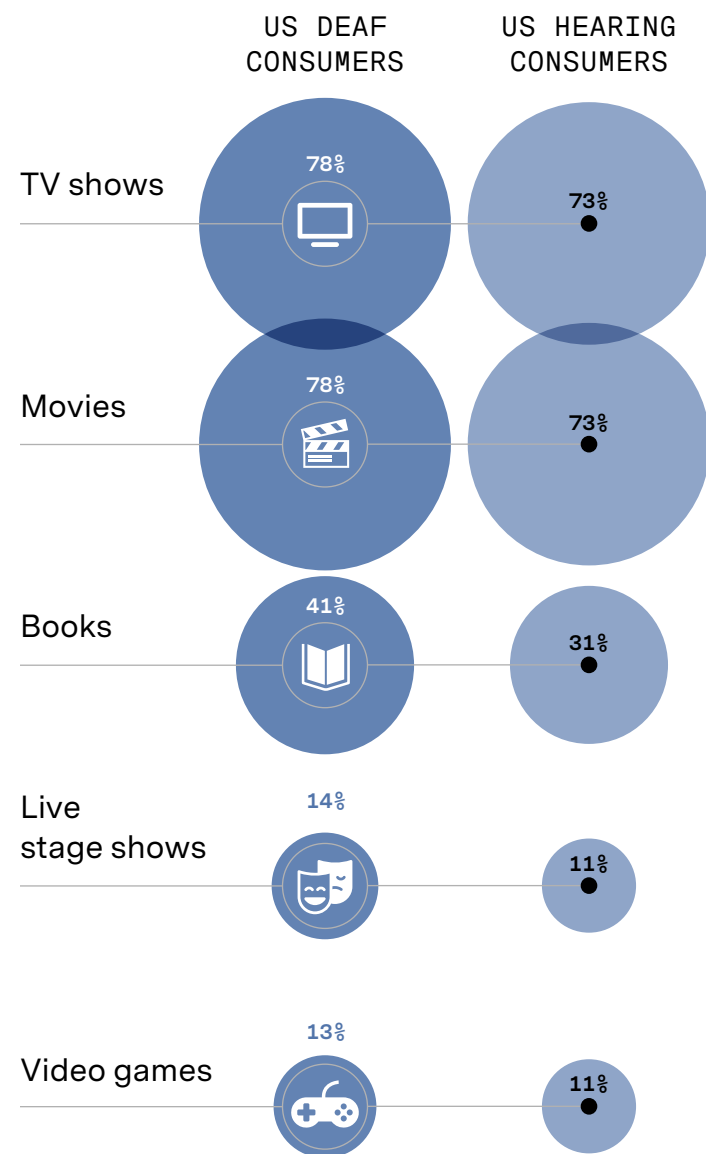 US DEAF
CONSUMERS
US HEARING
CONSUMERS
TV shows
78%
73%
Movies
78%
73%
Books
41%
31%
Live
stage shows
14%
11%
Video games
13%
11%